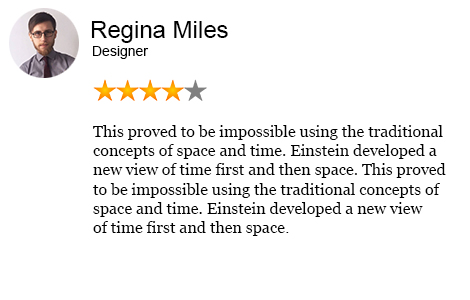 Regina Miles
Designer
This proved to be impossible using the traditional
concepts of space and time. Einstein developed a
new view of time first and then space. This proved
to be impossible using the traditional concepts of
space and time. Einstein developed a new view
of time first and then space.